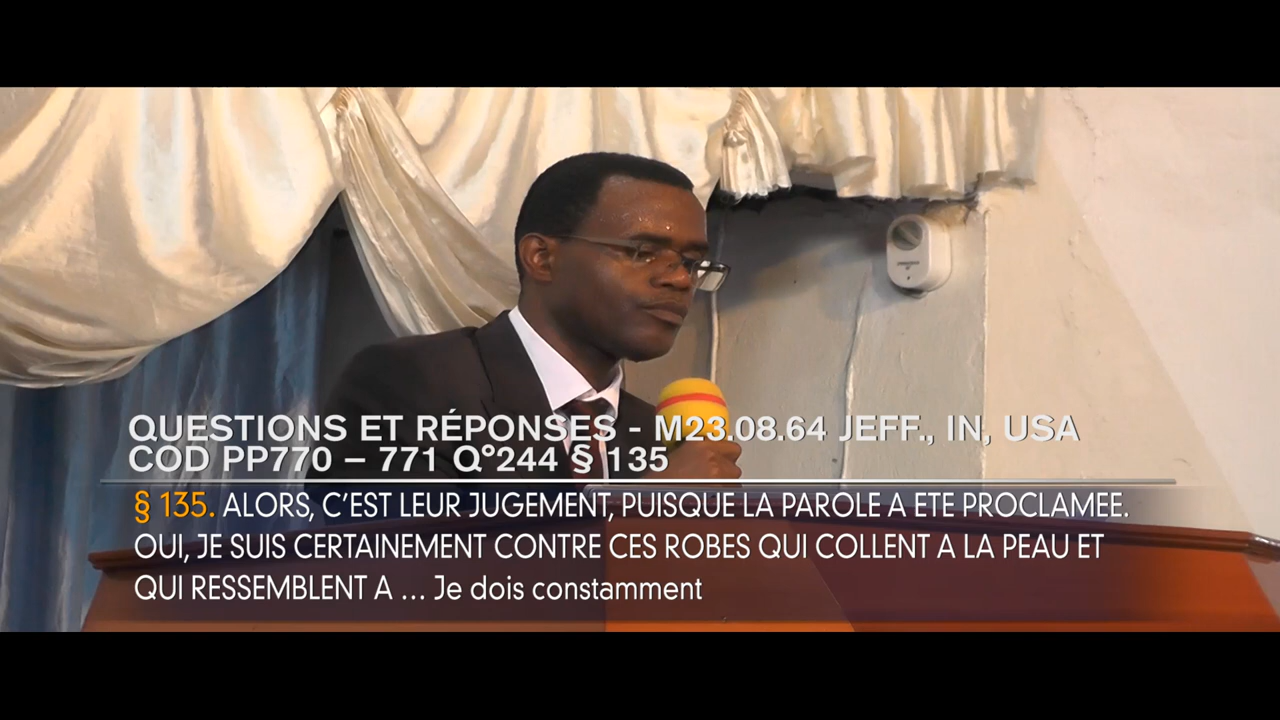 QUESTIONS ET RÉPONSES - M23.08.64 JEFF., IN, USA
COD PP770 – 771 Q°244 § 135
§ 135. ALORS, C'EST LEUR JUGEMENT, PUISQUE LA PAROLE A ETE PROCLAMEE.
OUI, JE SUIS CERTAINEMENT CONTRE CES ROBES QUI COLLENT A LA PEAU ET
QUI RESSEMBLENT A ... Je dois constamment